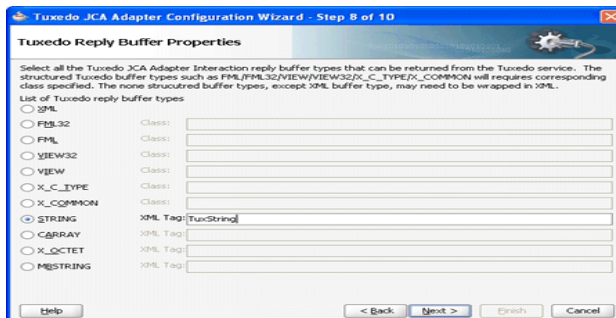 Tuxedo JCA Adapter Configuration Wizard - Step 8 of 10
Tuxedo Reply Buffer Properties
Select all the Tuxedo JCA Adapter Interaction reply buffer types that can be returned from the Tuxedo service. The
structured Tuxedo buffer types such as FML/FML32/VIEW/VIEW32/X_C_TYPE/X_COMMON will requires corresponding
class specified. The none strucutred buffer types, except XML buffer type, may need to be wrapped in XML.
List of Tuxedo reply buffer types
XML
FML32 Class:
FML Class:
VIEW32 Class:
VIEW Class:
X_C_TYPE Class:
X_COMMON Class:
STRING XML Tag: TuxString
CARRAY XML Tag:
X_OCTET XML Tag:
MBSTRING XML Tag:
Help < Back Next > Finish Cancel